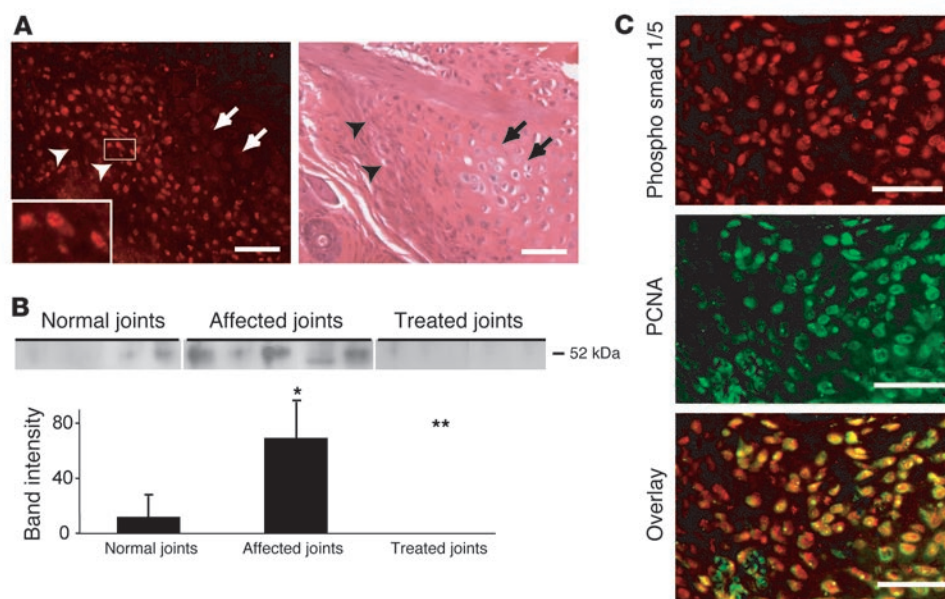 A
B
Normal joints Affected joints Treated joints
– 52 kDa
Band intensity
80
40
0
*
**
Normal joints Affected joints Treated joints
C
Phospho smad 1/5
PCNA
Overlay